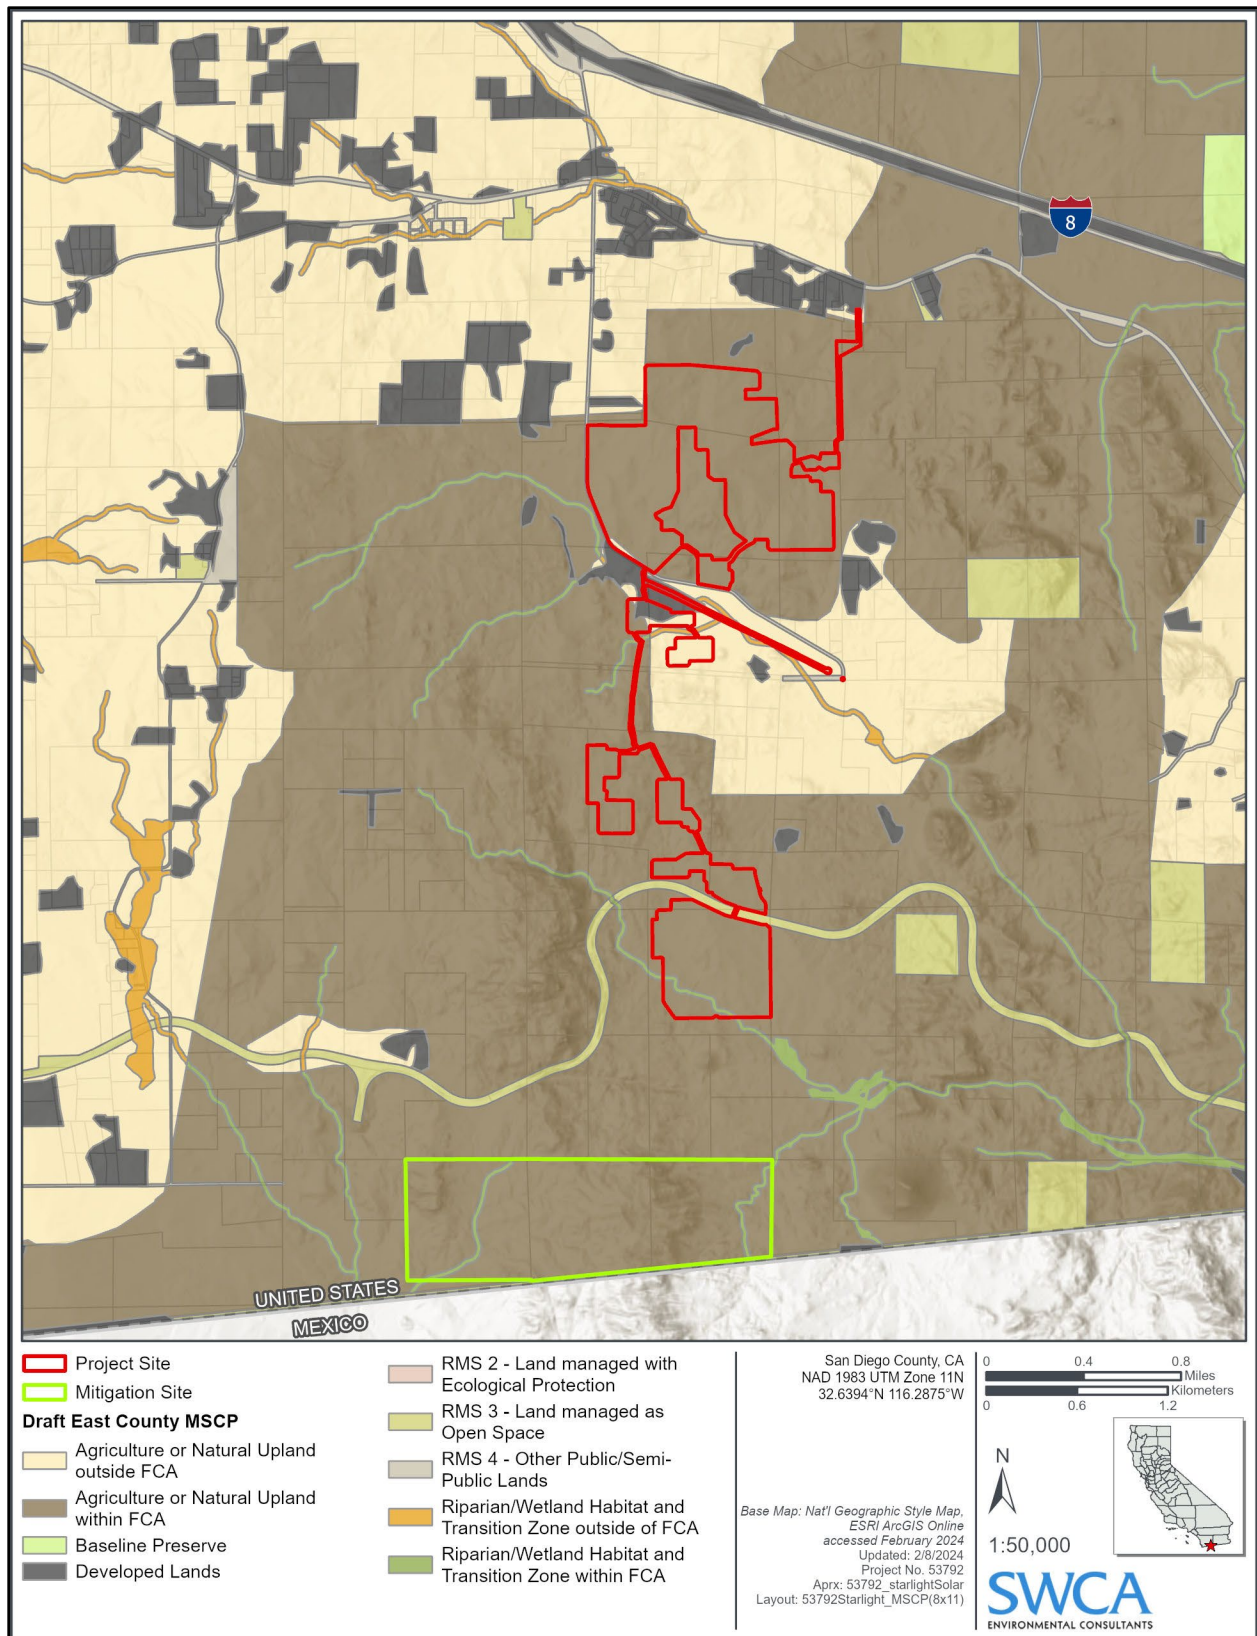 8
UNITED STATES
MEXICO
Project Site
Mitigation Site
Draft East County MSCP
Agriculture or Natural Upland
outside FCA
Agriculture or Natural Upland
within FCA
Baseline Preserve
Developed Lands
RMS 2 - Land managed with
Ecological Protection
RMS 3 - Land managed as
Open Space
RMS 4 - Other Public/Semi-
Public Lands
Riparian/Wetland Habitat and
Transition Zone outside of FCA
Riparian/Wetland Habitat and
Transition Zone within FCA
San Diego County, CA
NAD 1983 UTM Zone 11N
32.6394°N 116.2875°W
Base Map: Nat'l Geographic Style Map,
ESRI ArcGIS Online
accessed February 2024
Updated: 2/8/2024
Project No. 53792
Aprx: 53792_starlightSolar
Layout: 53792Starlight_MSCP(8x11)
0 0.4 0.8
Miles
Kilometers
0 0.6 1.2
N
1:50,000
SWCA
ENVIRONMENTAL CONSULTANTS